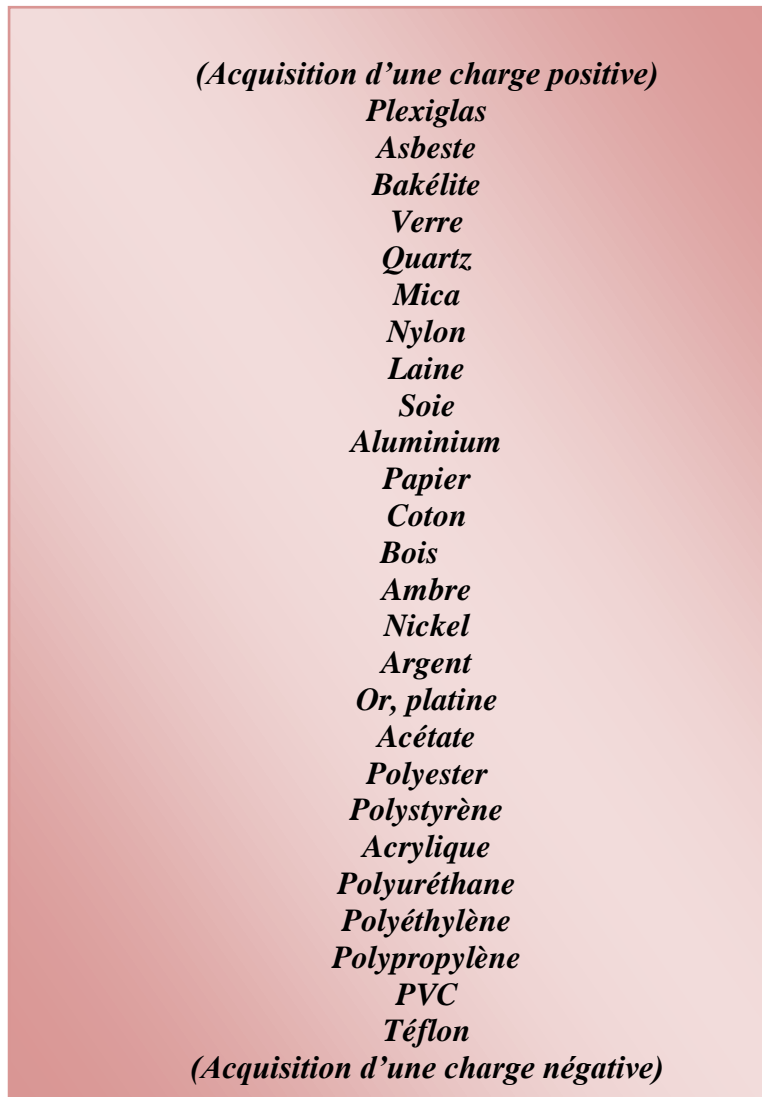 (Acquisition d’une charge positive)
Plexiglas
Asbeste
Bakélite
Verre
Quartz
Mica
Nylon
Laine
Soie
Aluminium
Papier
Coton
Bois
Ambre
Nickel
Argent
Or, platine
Acétate
Polyester
Polystyrène
Acrylique
Polyuréthane
Polyéthylène
Polypropylène
PVC
Téflon
(Acquisition d’une charge négative)